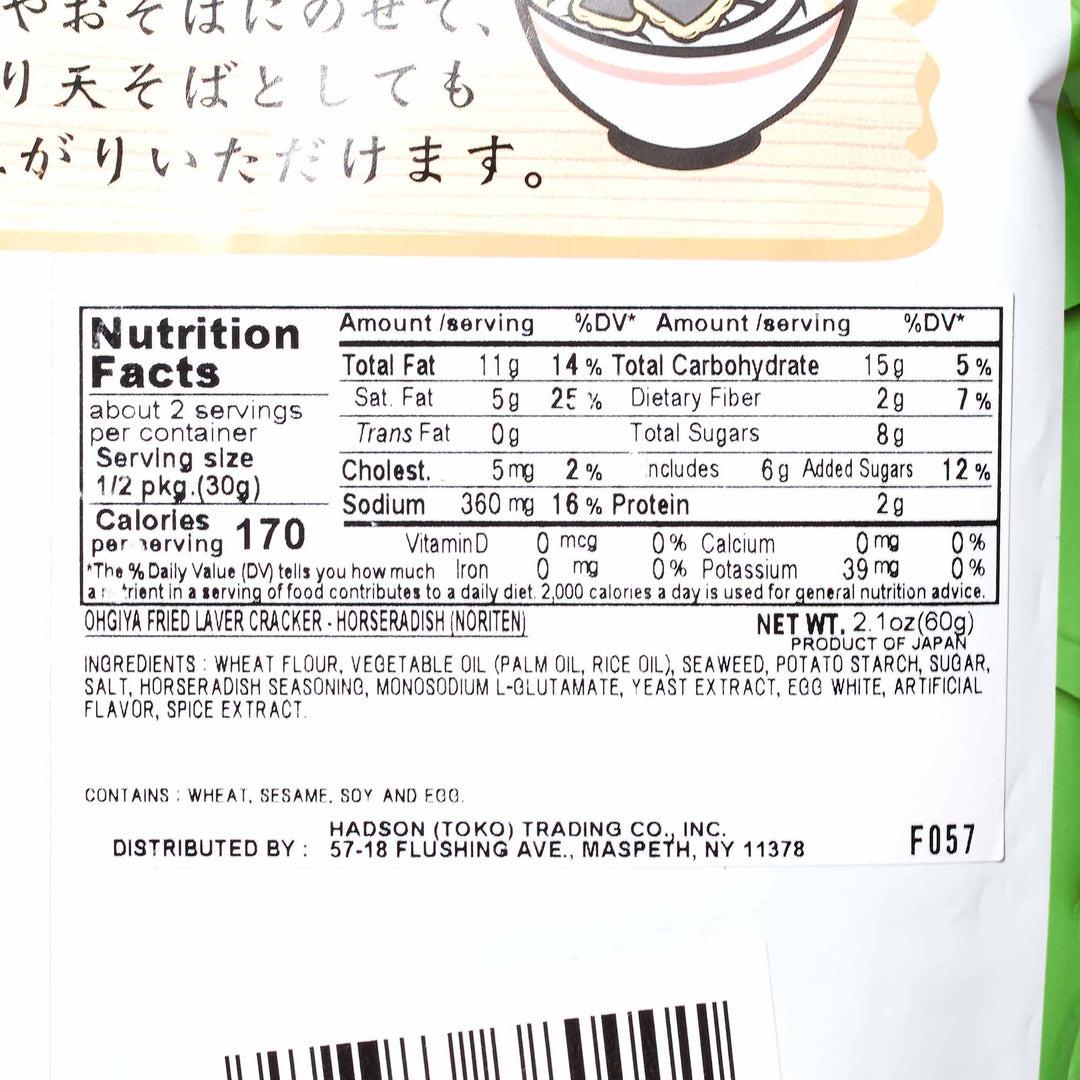 やおそばにのせて、
り天そばとしても
がりいただけます。
Nutrition Facts
about 2 servings per container
Serving size 1/2 pkg.(30g)
Calories per serving 170
Amount /serving %DV* Amount /serving %DV*
Total Fat 11g 14% Total Carbohydrate 15g 5%
Sat. Fat 5g 25% Dietary Fiber 2g 7%
Trans Fat 0g Total Sugars 8g
Cholest. 5mg 2% ncludes 6g Added Sugars 12%
Sodium 360mg 16% Protein 2g
Vitamin D 0 mcg 0% Calcium 0mg 0%
Iron 0 mg 0% Potassium 39mg 0%
*The % Daily Value (DV) tells you how much
a trient in a serving of food contributes to a daily diet. 2,000 calories a day is used for general nutrition advice.
OHGIYA FRIED LAVER CRACKER - HORSERADISH (NORITEN)
NET WT. 2.1oz(60g)
PRODUCT OF JAPAN
INGREDIENTS : WHEAT FLOUR, VEGETABLE OIL (PALM OIL, RICE OIL), SEAWEED, POTATO STARCH, SUGAR,
SALT, HORSERADISH SEASONING, MONOSODIUM L-GLUTAMATE, YEAST EXTRACT, EGG WHITE, ARTIFICIAL
FLAVOR, SPICE EXTRACT.
CONTAINS : WHEAT, SESAME, SOY AND EGG.
HADSON (TOKO) TRADING CO., INC.
DISTRIBUTED BY : 57-18 FLUSHING AVE., MASPETH, NY 11378
F057